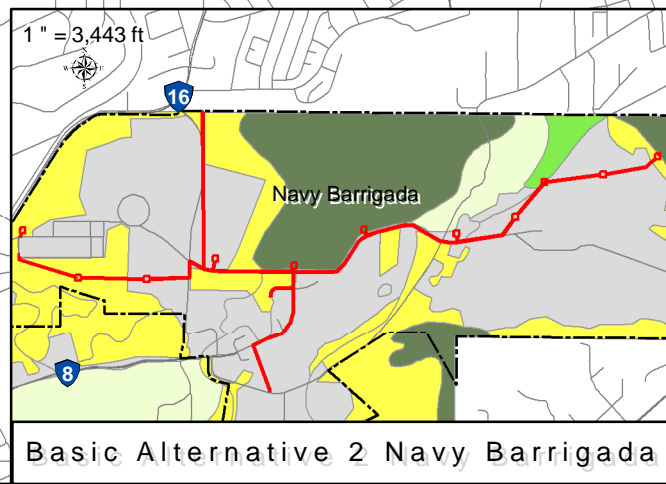 1 " = 3,443 ft
N
W E
S
16
Navy Barrigada
8
Basic Alternative 2 Navy Barrigada